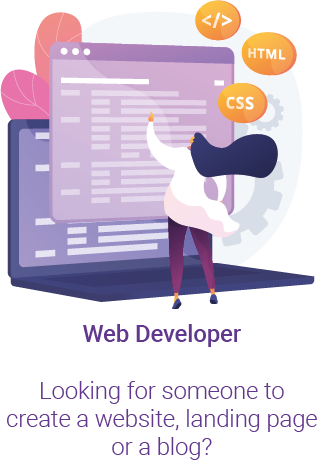 </>
HTML
CSS
Web Developer
Looking for someone to
create a website, landing page
or a blog?